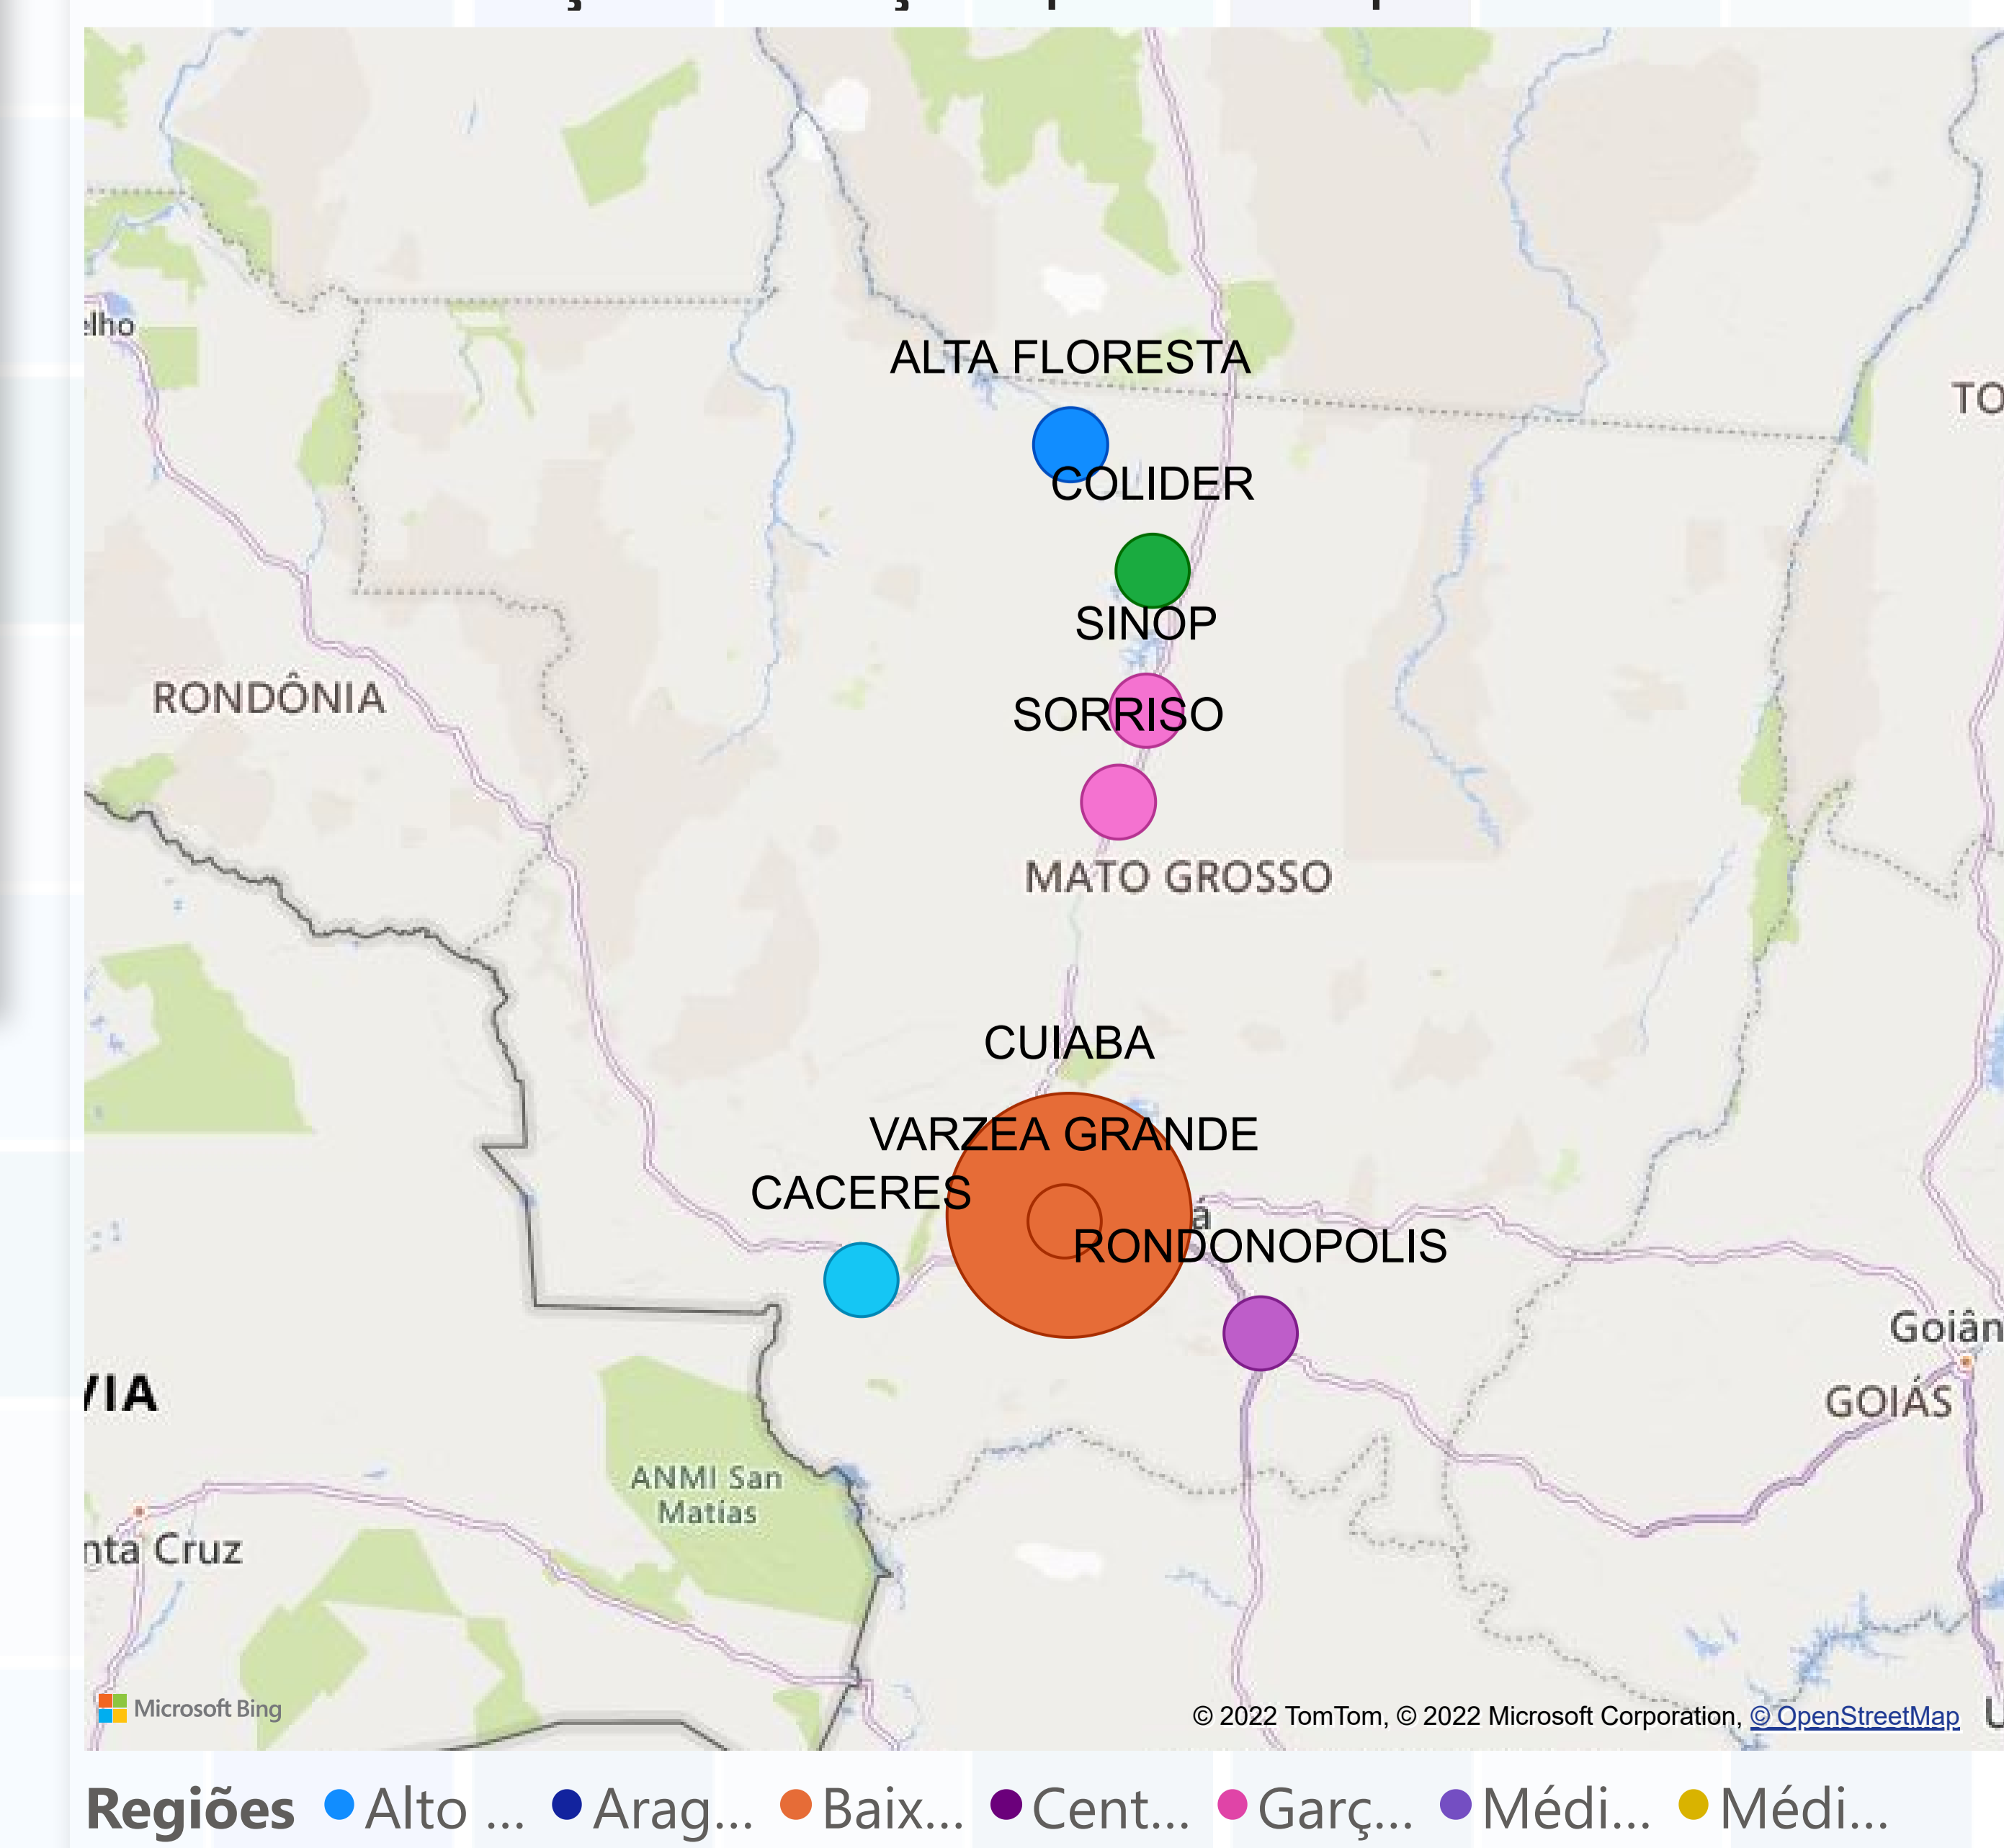 elho
ALTA FLORESTA
TO
COLIDER
SINOP
RONDÔNIA
SORRISO
MATO GROSSO
CUIABA
VARZEA GRANDE
CACERES
á
RONDONOPOLIS
Goiân
VIA
GOIÁS
ANMI San
Matías
nta Cruz
Microsoft Bing
© 2022 TomTom, © 2022 Microsoft Corporation, © OpenStreetMap
U
Regiões Alto ... Arag... Baix... Cent... Garç... Médi... Médi...